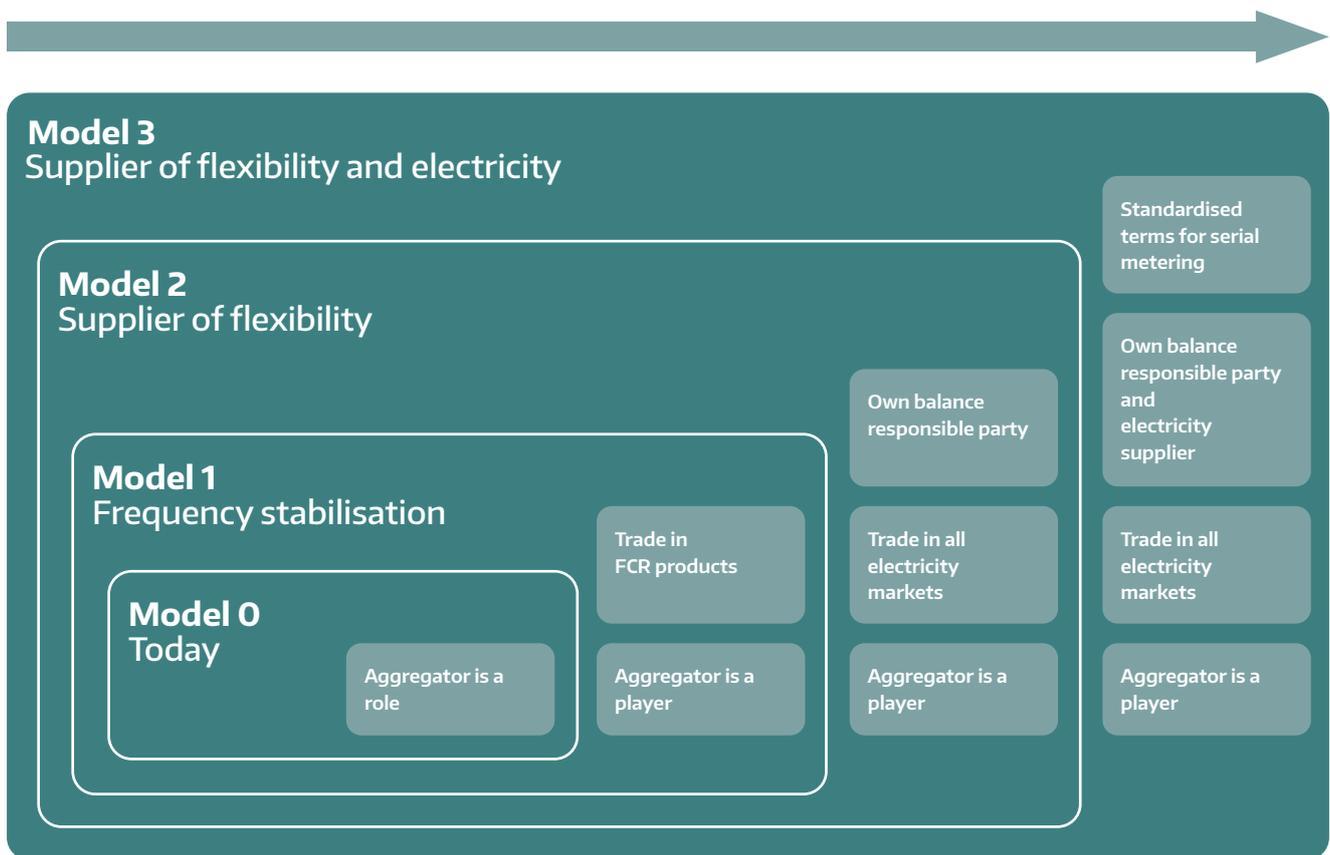 Model 3
Supplier of flexibility and electricity
Standardised
terms for serial
metering
Model 2
Supplier of flexibility
Own balance
responsible party
and
electricity
supplier
Own balance
responsible party
Model 1
Frequency stabilisation
Trade in
FCR products
Trade in all
electricity
markets
Trade in all
electricity
markets
Model 0
Today
Aggregator is a
role
Aggregator is a
player
Aggregator is a
player
Aggregator is a
player